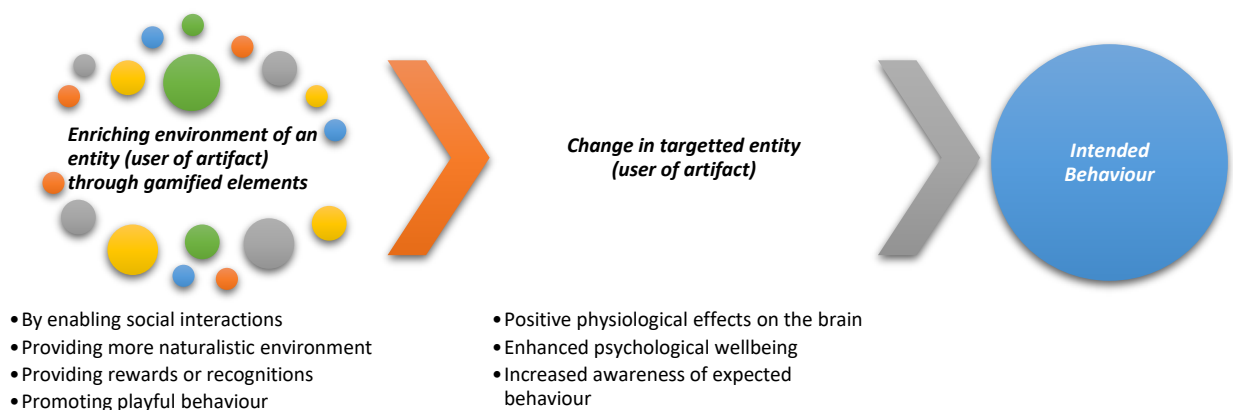 Enriching environment of an
entity (user of artifact)
through gamified elements
Change in targetted entity
(user of artifact)
Intended
Behaviour
•By enabling social interactions
•Providing more naturalistic environment
•Providing rewards or recognitions
•Promoting playful behaviour
•Positive physiological effects on the brain
•Enhanced psychological wellbeing
•Increased awareness of expected
behaviour